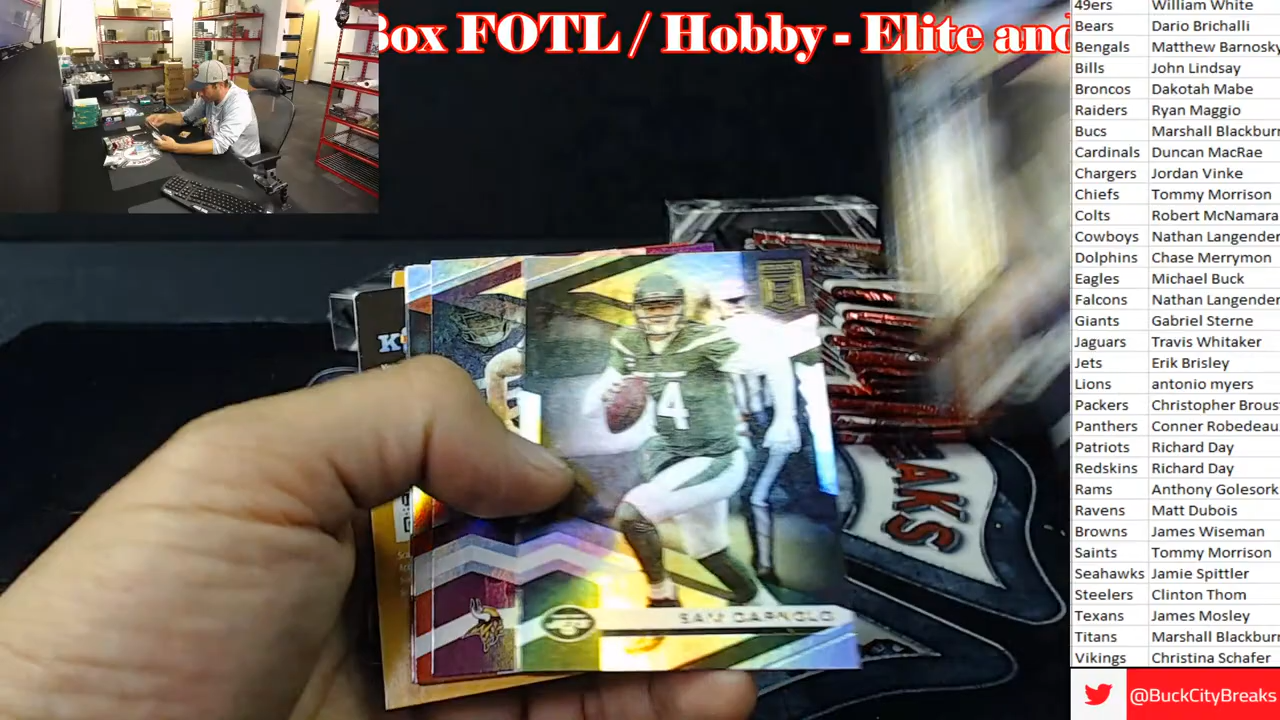 Box FOTL / Hobby - Elite and
49ers William White
Bears Dario Brichalli
Bengals Matthew Barnosky
Bills John Lindsay
Broncos Dakotah Mabe
Raiders Ryan Maggio
Bucs Marshall Blackburn
Cardinals Duncan MacRae
Chargers Jordan Vinke
Chiefs Tommy Morrison
Colts Robert McNamara
Cowboys Nathan Langender
Dolphins Chase Merrymon
Eagles Michael Buck
Falcons Nathan Langender
Giants Gabriel Sterne
Jaguars Travis Whitaker
Jets Erik Brisley
Lions antonio myers
Packers Christopher Broust
Panthers Conner Robedeau
Patriots Richard Day
Redskins Richard Day
Rams Anthony Golesork
Ravens Matt Dubois
Browns James Wiseman
Saints Tommy Morrison
Seahawks Jamie Spittler
Steelers Clinton Thom
Texans James Mosley
Titans Marshall Blackburn
Vikings Christina Schafer
@BuckCityBreaks
AKS
4
SAM DARNOLD